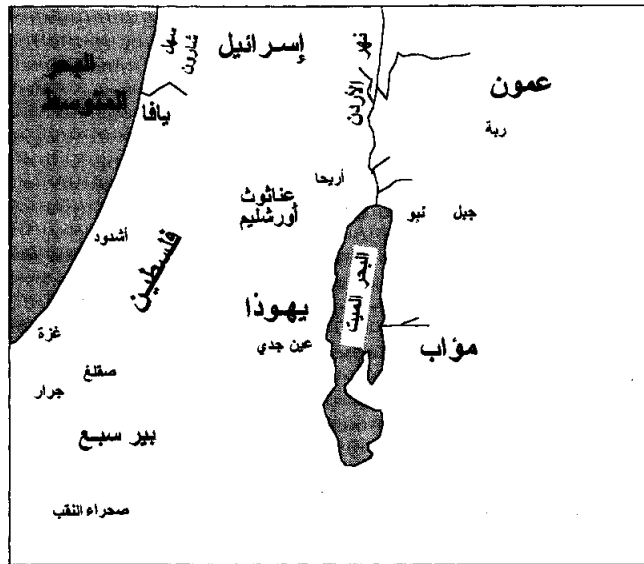 البحر
المتوسط
سهل
شارون
إسرائيل
نهر
الأردن
عمون
يافا
ربة
أريحا
عناثوث
أورشليم
جبل نبو
أشدود
فلسطين
البحر الميت
يهوذا
غزة
عين جدي
مؤاب
صقلغ
جرار
بير سبع
صحراء النقب